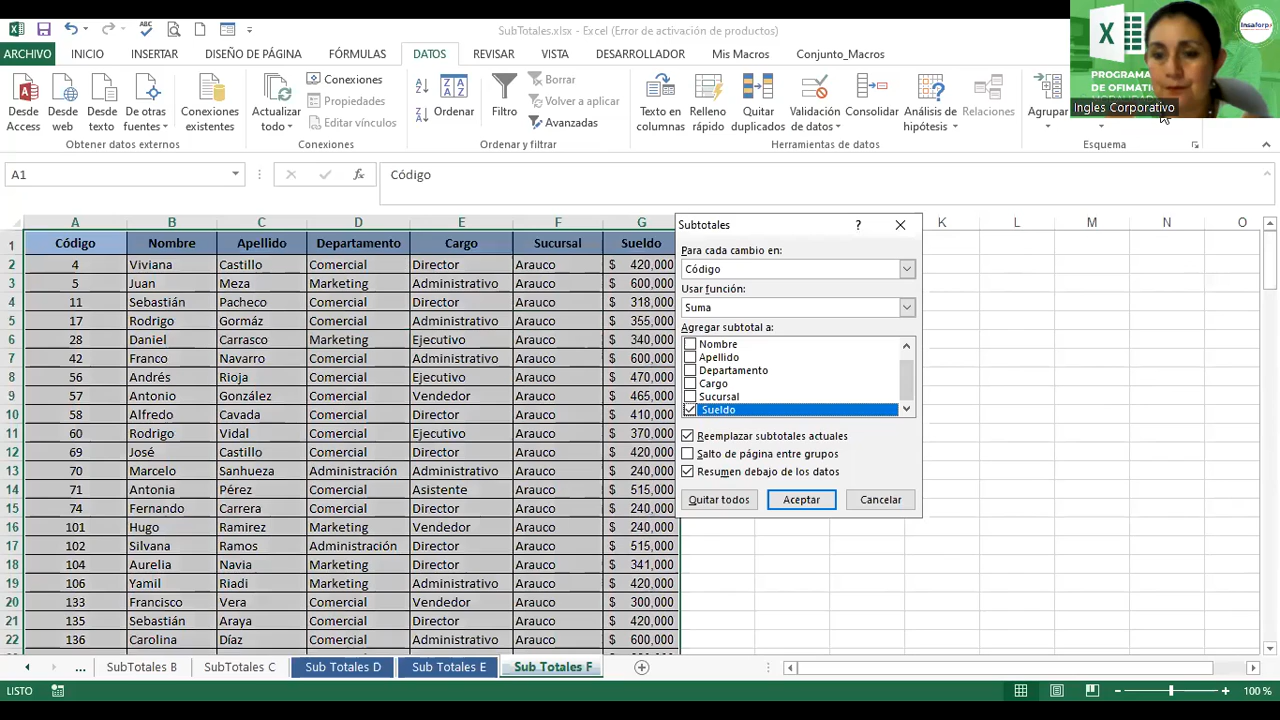 SubTotales.xlsx - Excel (Error de activación de productos)
ARCHIVO INICIO INSERTAR DISEÑO DE PÁGINA FÓRMULAS DATOS REVISAR VISTA DESARROLLADOR Mis Macros Conjunto_Macros
Desde Access
Desde web
Desde texto
De otras fuentes
Conexiones existentes
Obtener datos externos
Actualizar todo
Conexiones
Propiedades
Editar vínculos
Conexiones
Ordenar
Filtro
Borrar
Volver a aplicar
Avanzadas
Ordenar y filtrar
Texto en columnas
Relleno rápido
Quitar duplicados
Validación de datos
Consolidar
Análisis de hipótesis
Relaciones
Herramientas de datos
Agrupar
Esquema
PROGRAMA
DE OFIMATI
Ingles Corporativo
Insaforp
A1 fx Código
A B C D E F G K L M N O
1 Código Nombre Apellido Departamento Cargo Sucursal Sueldo
2 4 Viviana Castillo Comercial Director Arauco $ 420,000
3 5 Juan Meza Marketing Administrativo Arauco $ 600,000
4 11 Sebastián Pacheco Comercial Director Arauco $ 318,000
5 17 Rodrigo Gormáz Comercial Administrativo Arauco $ 355,000
6 28 Daniel Carrasco Marketing Ejecutivo Arauco $ 340,000
7 42 Franco Navarro Comercial Administrativo Arauco $ 600,000
8 56 Andrés Rioja Comercial Ejecutivo Arauco $ 470,000
9 57 Antonio González Comercial Vendedor Arauco $ 465,000
10 58 Alfredo Cavada Comercial Director Arauco $ 410,000
11 60 Rodrigo Vidal Comercial Ejecutivo Arauco $ 370,000
12 69 José Castillo Comercial Director Arauco $ 420,000
13 70 Marcelo Sanhueza Administración Director Arauco $ 240,000
14 71 Antonia Pérez Comercial Asistente Arauco $ 515,000
15 74 Fernando Carrera Comercial Director Arauco $ 240,000
16 101 Hugo Ramirez Marketing Vendedor Arauco $ 240,000
17 102 Silvana Ramos Administración Director Arauco $ 515,000
18 104 Aurelia Navia Marketing Director Arauco $ 341,000
19 106 Yamil Riadi Marketing Administrativo Arauco $ 420,000
20 133 Francisco Vera Comercial Vendedor Arauco $ 300,000
21 135 Sebastián Araya Comercial Director Arauco $ 420,000
22 136 Carolina Díaz Comercial Administrativo Arauco $ 600,000
Subtotales ?
Para cada cambio en:
Código
Usar función:
Suma
Agregar subtotal a:
Nombre
Apellido
Departamento
Cargo
Sucursal
Sueldo
Reemplazar subtotales actuales
Salto de página entre grupos
Resumen debajo de los datos
Quitar todos Aceptar Cancelar
... SubTotales B SubTotales C Sub Totales D Sub Totales E Sub Totales F
LISTO 100 %